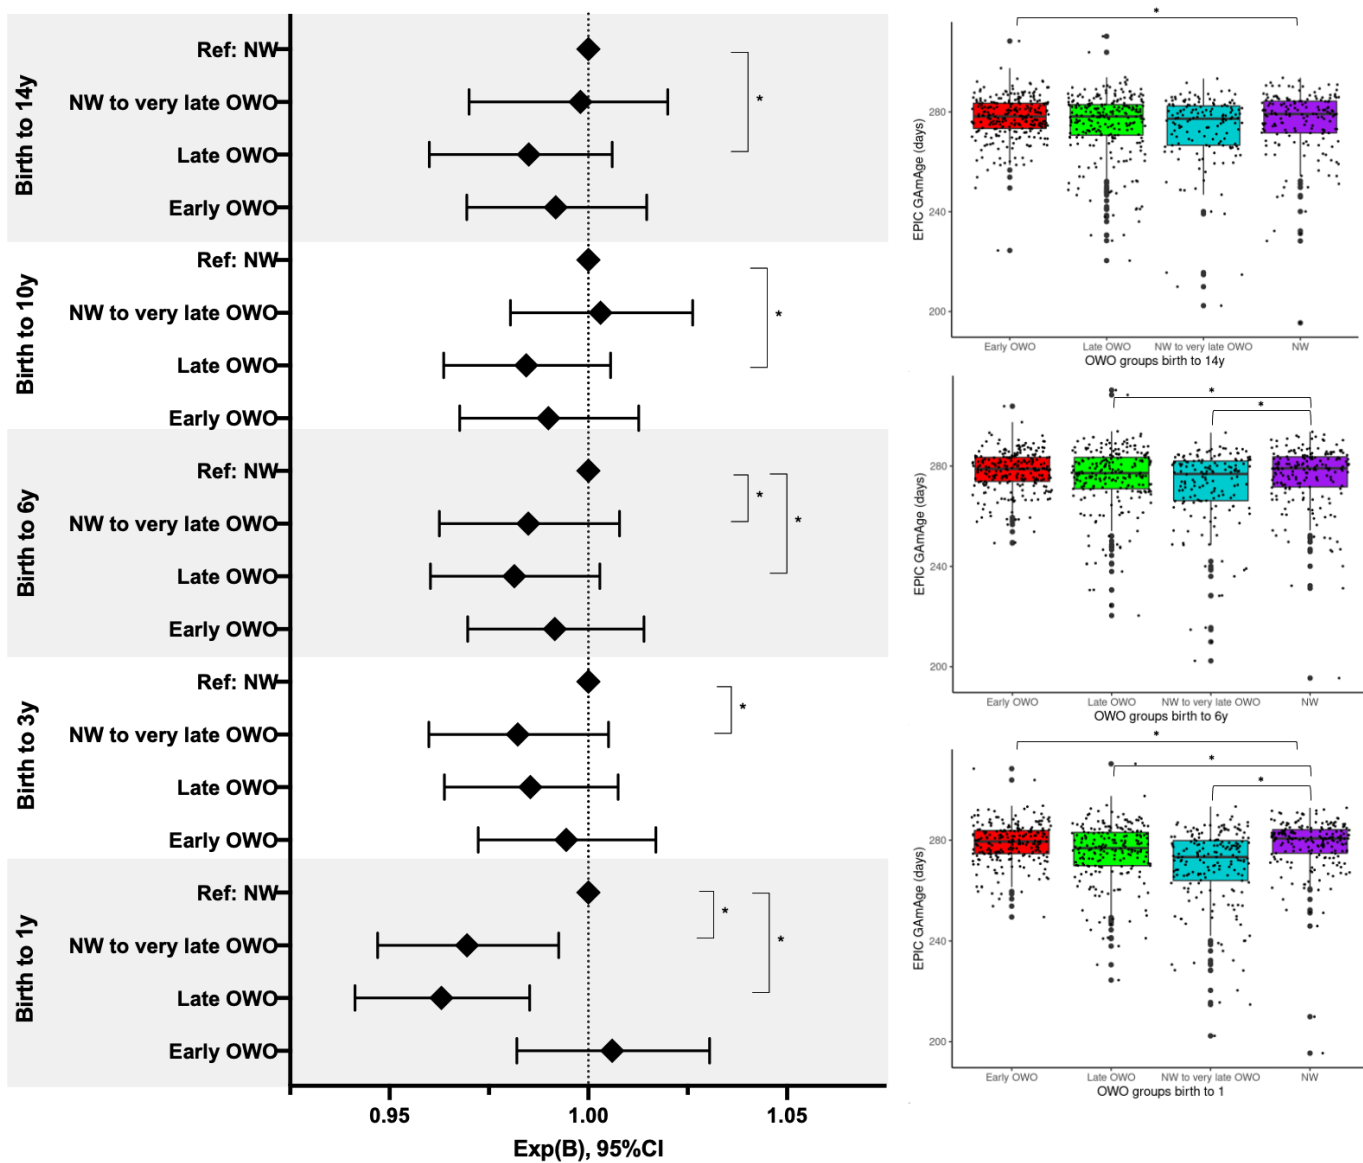 Birth to 14y
Ref: NW
NW to very late OWO
Late OWO
Early OWO
*
Birth to 10y
Ref: NW
NW to very late OWO
Late OWO
Early OWO
*
Birth to 6y
Ref: NW
NW to very late OWO
Late OWO
Early OWO
*
*
Birth to 3y
Ref: NW
NW to very late OWO
Late OWO
Early OWO
*
Birth to 1y
Ref: NW
NW to very late OWO
Late OWO
Early OWO
*
*
0.95 1.00 1.05
Exp(B), 95%CI
*
EPIC GAmAge (days)
280
240
200
Early OWO Late OWO NW to very late OWO NW
OWO groups birth to 14y
*
*
EPIC GAmAge (days)
280
240
200
Early OWO Late OWO NW to very late OWO NW
OWO groups birth to 6y
*
*
*
EPIC GAmAge (days)
280
240
200
Early OWO Late OWO NW to very late OWO NW
OWO groups birth to 1